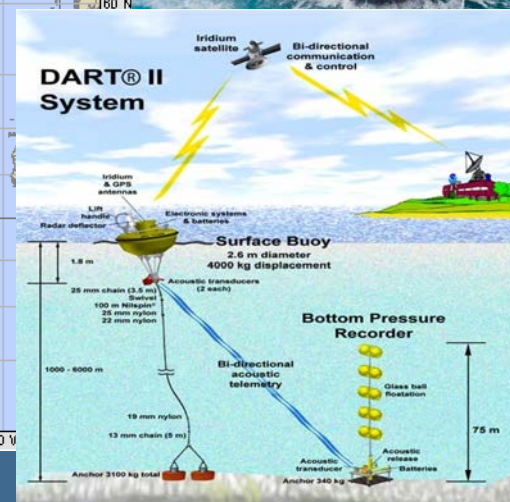 160 N
DART® II
System
Iridium
satellite
Bi-directional
communication
& control
Iridium
& GPS
antennas
Lift
handle
Radar deflector
Electronic systems
& batteries
Surface Buoy
2.6 m diameter
4000 kg displacement
1.8 m
Acoustic transducers
(2 each)
25 mm chain (3.5 m)
Swivel
100 m Nilspin®
25 mm nylon
22 mm nylon
Bottom Pressure
Recorder
Bi-directional
acoustic
telemetry
1000 - 6000 m
Glass ball
floatation
75 m
19 mm nylon
13 mm chain (5 m)
Acoustic
transducer
Acoustic
release
Batteries
Anchor 3100 kg total
Anchor 340 kg